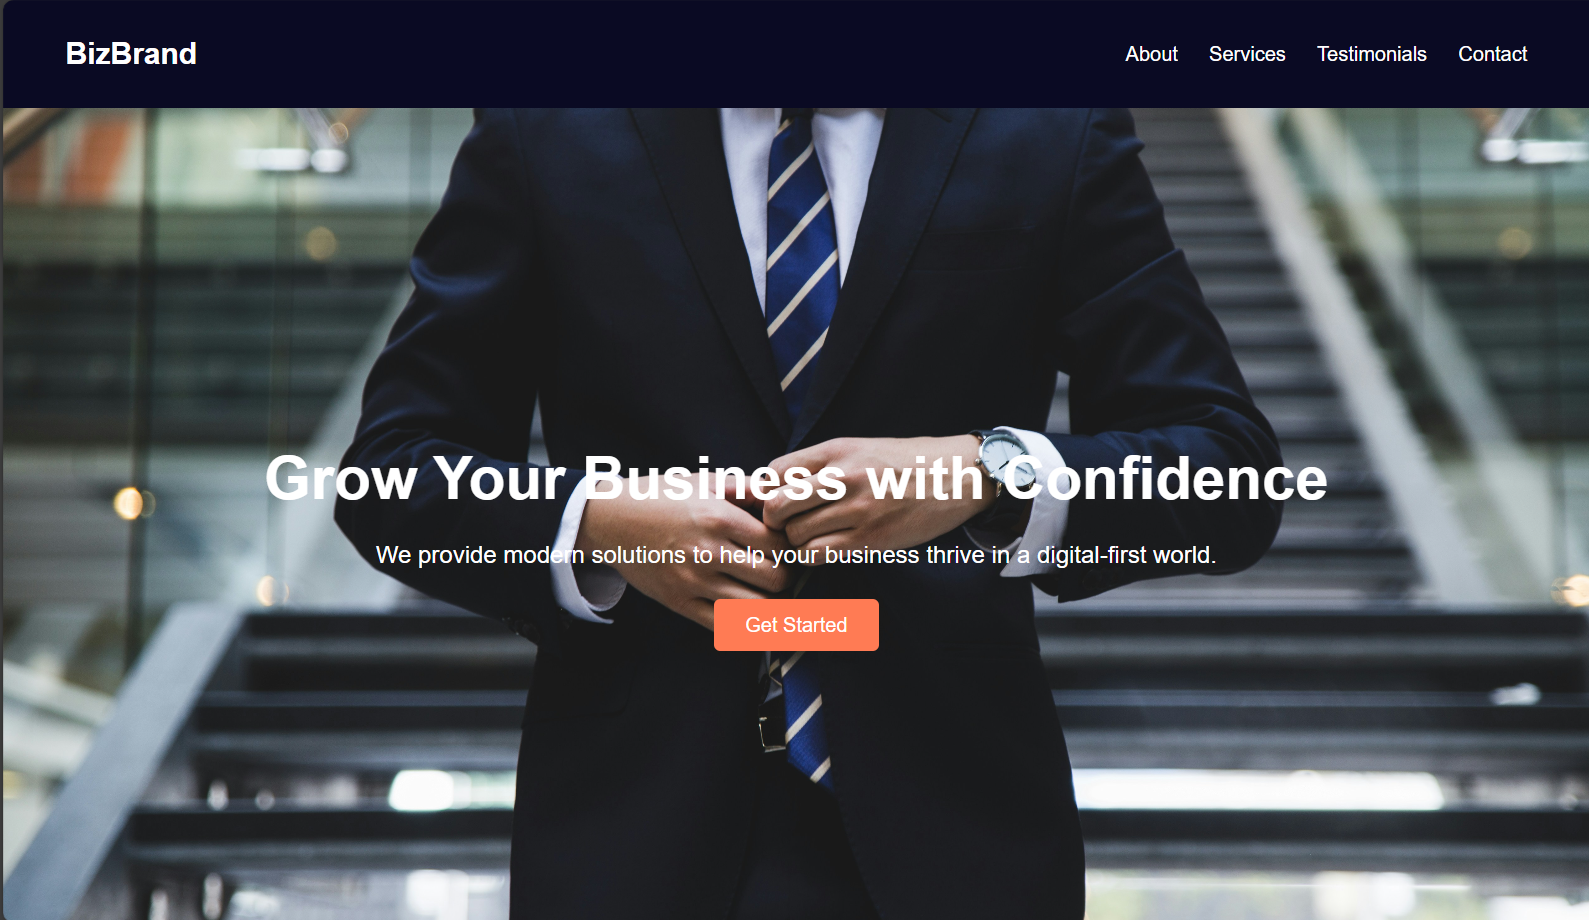 BizBrand
About Services Testimonials Contact
Grow Your Business with Confidence
We provide modern solutions to help your business thrive in a digital-first world.
Get Started